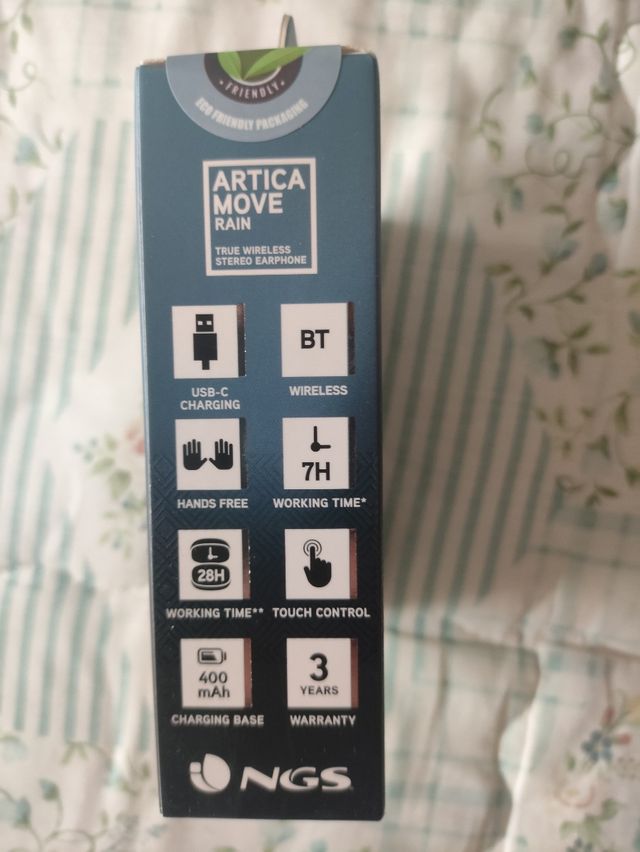 FRIENDLY
ECO FRIENDLY PACKAGING
ARTICA
MOVE
RAIN
TRUE WIRELESS
STEREO EARPHONE
BT
USB-C
CHARGING
WIRELESS
7H
HANDS FREE
WORKING TIME*
28H
WORKING TIME**
TOUCH CONTROL
400
mAh
3
YEARS
CHARGING BASE
WARRANTY
NGS